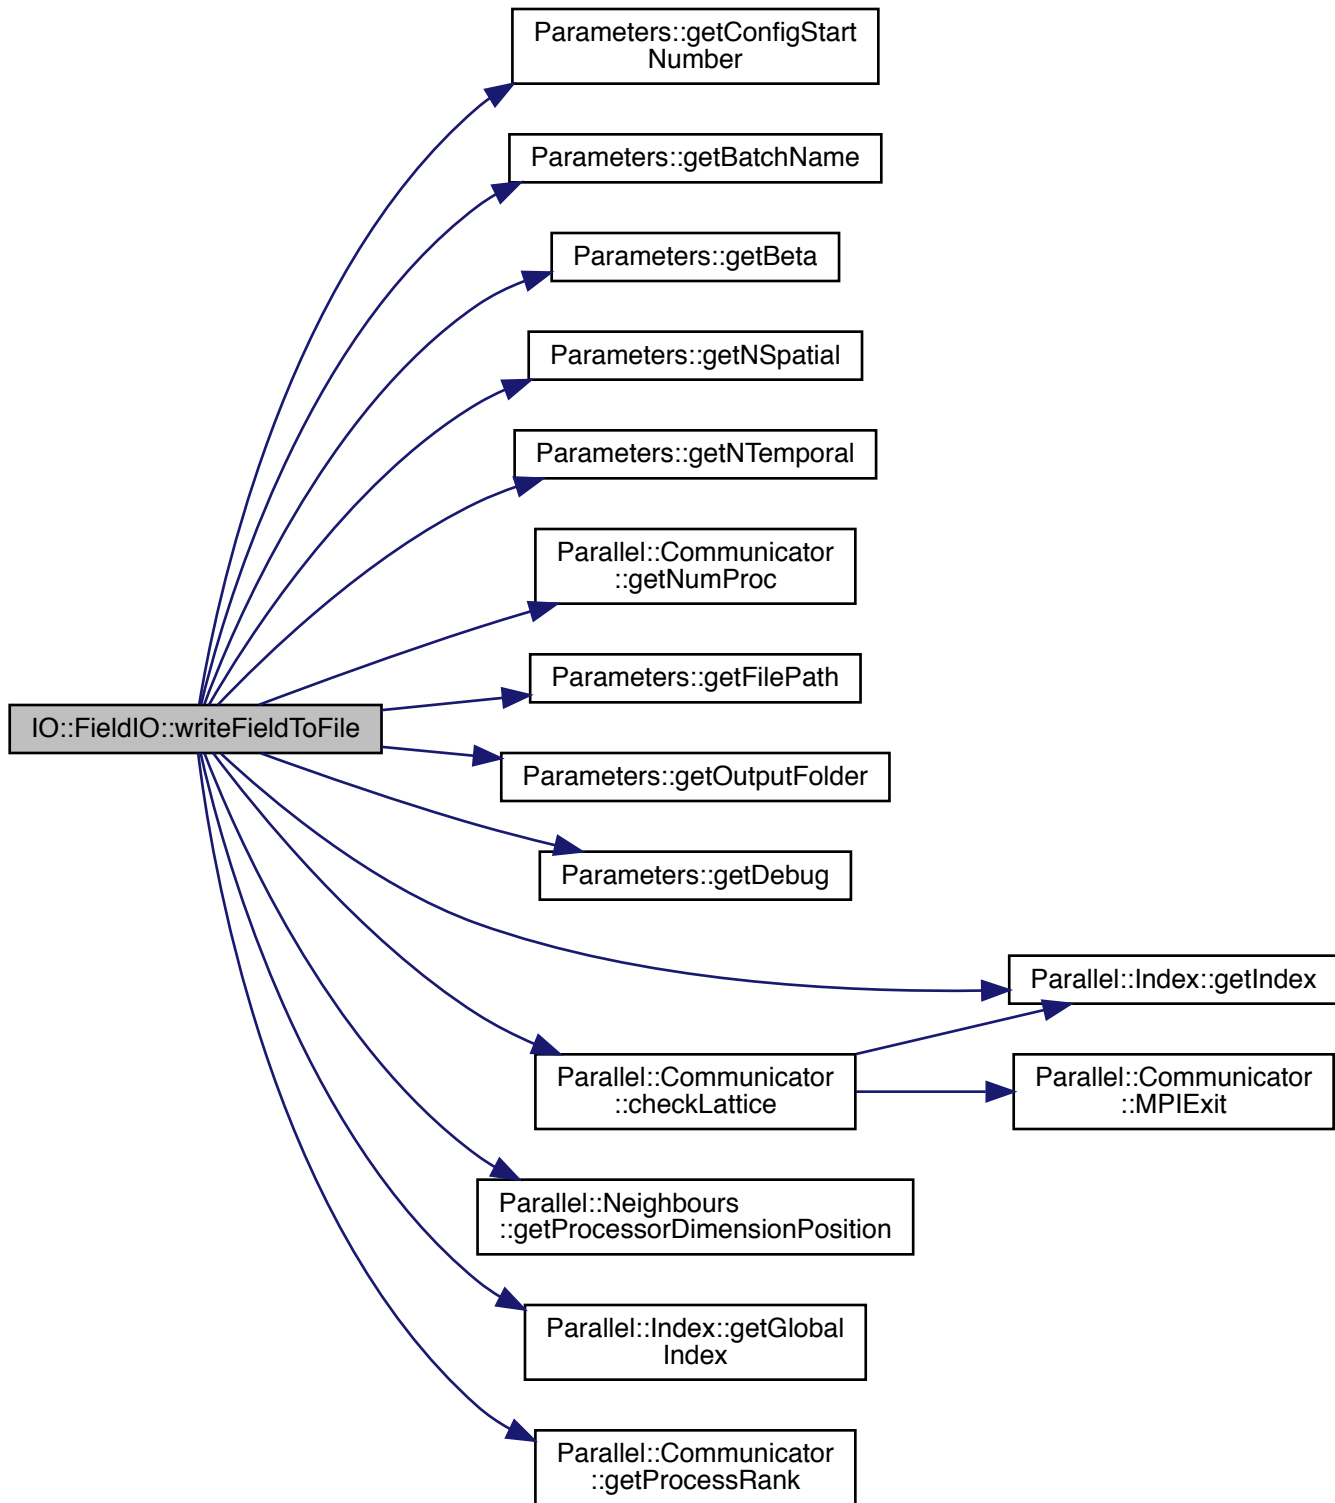 Parameters::getConfigStart
Number
Parameters::getBatchName
Parameters::getBeta
Parameters::getNSpatial
Parameters::getNTemporal
Parallel::Communicator
::getNumProc
Parameters::getFilePath
IO::FieldIO::writeFieldToFile
Parameters::getOutputFolder
Parameters::getDebug
Parallel::Index::getIndex
Parallel::Communicator
::checkLattice
Parallel::Communicator
::MPIExit
Parallel::Neighbours
::getProcessorDimensionPosition
Parallel::Index::getGlobal
Index
Parallel::Communicator
::getProcessRank